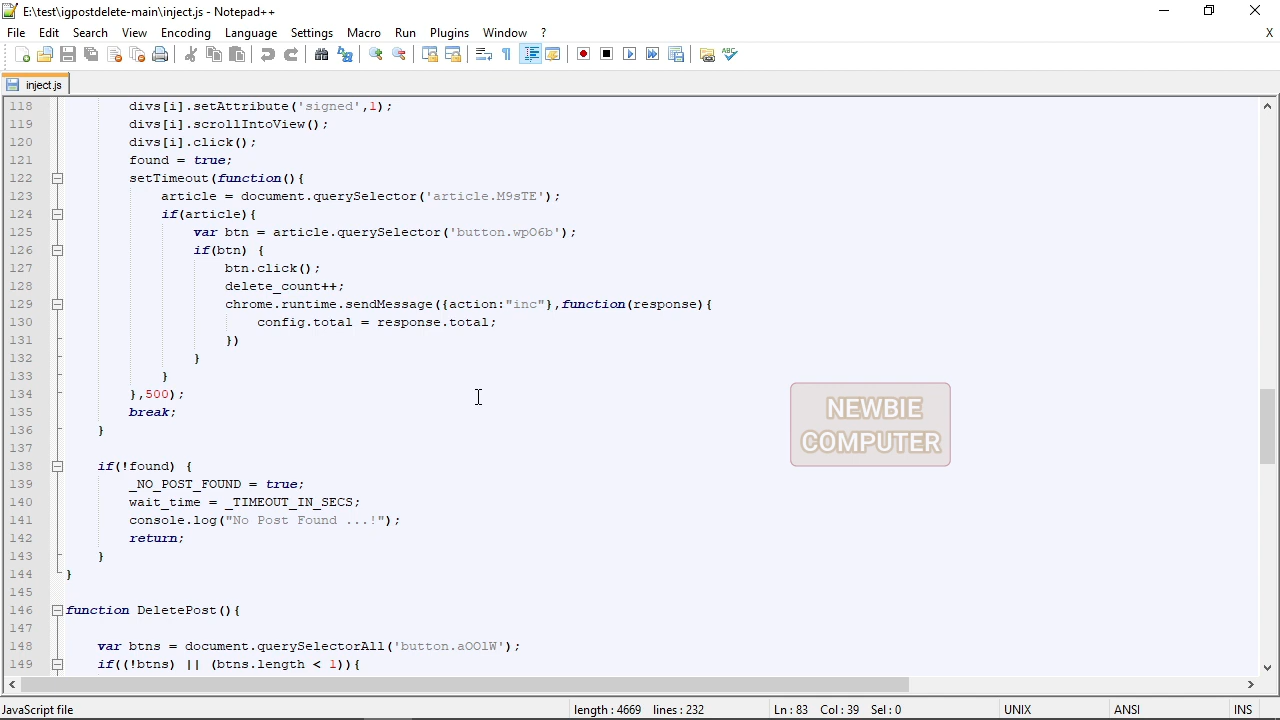 E:\test\igpostdelete-main\inject.js - Notepad++
File Edit Search View Encoding Language Settings Macro Run Plugins Window ? X
inject.js
118 divs[i].setAttribute('signed',1);
119 divs[i].scrollIntoView();
120 divs[i].click();
121 found = true;
122 setTimeout(function(){
123 article = document.querySelector('article.M9sTE');
124 if(article){
125 var btn = article.querySelector('button.wpO6b');
126 if(btn) {
127 btn.click();
128 delete_count++;
129 chrome.runtime.sendMessage({action:"inc"},function(response){
130 config.total = response.total;
131 })
132 }
133 }
134 },500);
135 break;
136 }
137
138 if(!found) {
139 _NO_POST_FOUND = true;
140 wait_time = _TIMEOUT_IN_SECS;
141 console.log("No Post Found ...!");
142 return;
143 }
144 }
145
146 function DeletePost(){
147
148 var btns = document.querySelectorAll('button.aOOlW');
149 if((!btns) || (btns.length < 1)){
NEWBIE
COMPUTER
JavaScript file length : 4669 lines : 232 Ln : 83 Col : 39 Sel : 0 UNIX ANSI INS